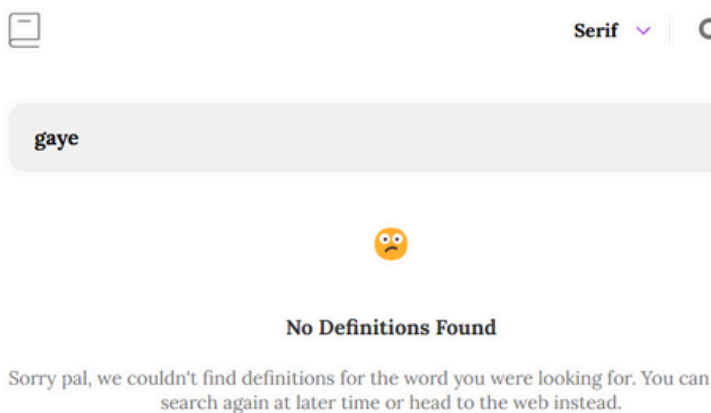 Serif
gaye
No Definitions Found
Sorry pal, we couldn't find definitions for the word you were looking for. You can
search again at later time or head to the web instead.